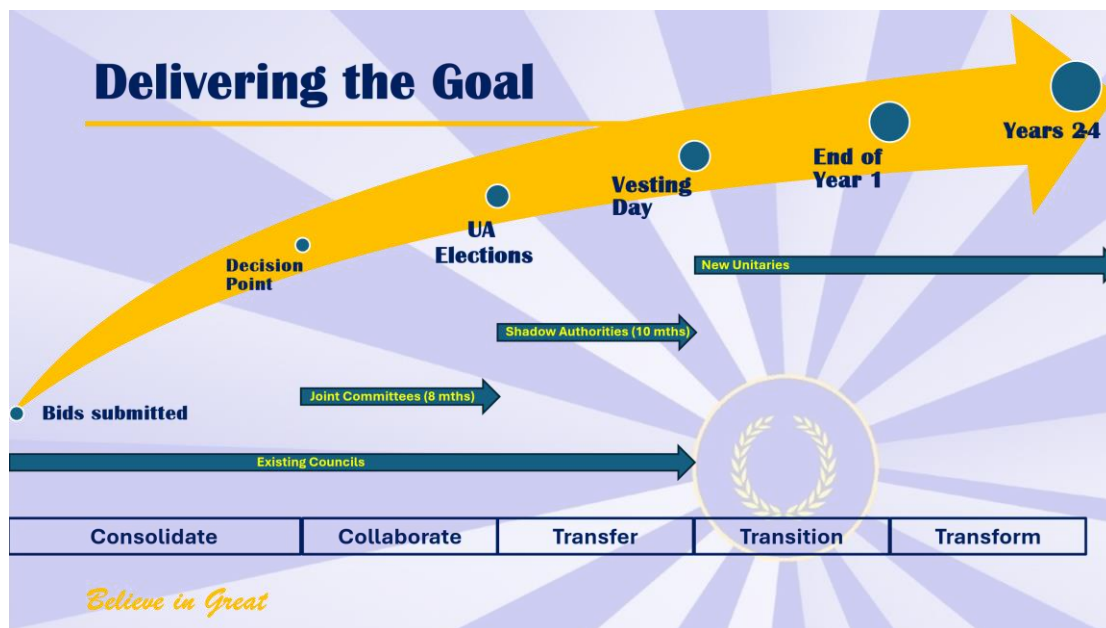 Delivering the Goal
Years 2-4
End of
Year 1
Vesting
Day
UA
Elections
Decision
Point
New Unitaries
Shadow Authorities (10 mths)
Joint Committees (8 mths)
Bids submitted
Existing Councils
Consolidate
Collaborate
Transfer
Transition
Transform
Believe in Great